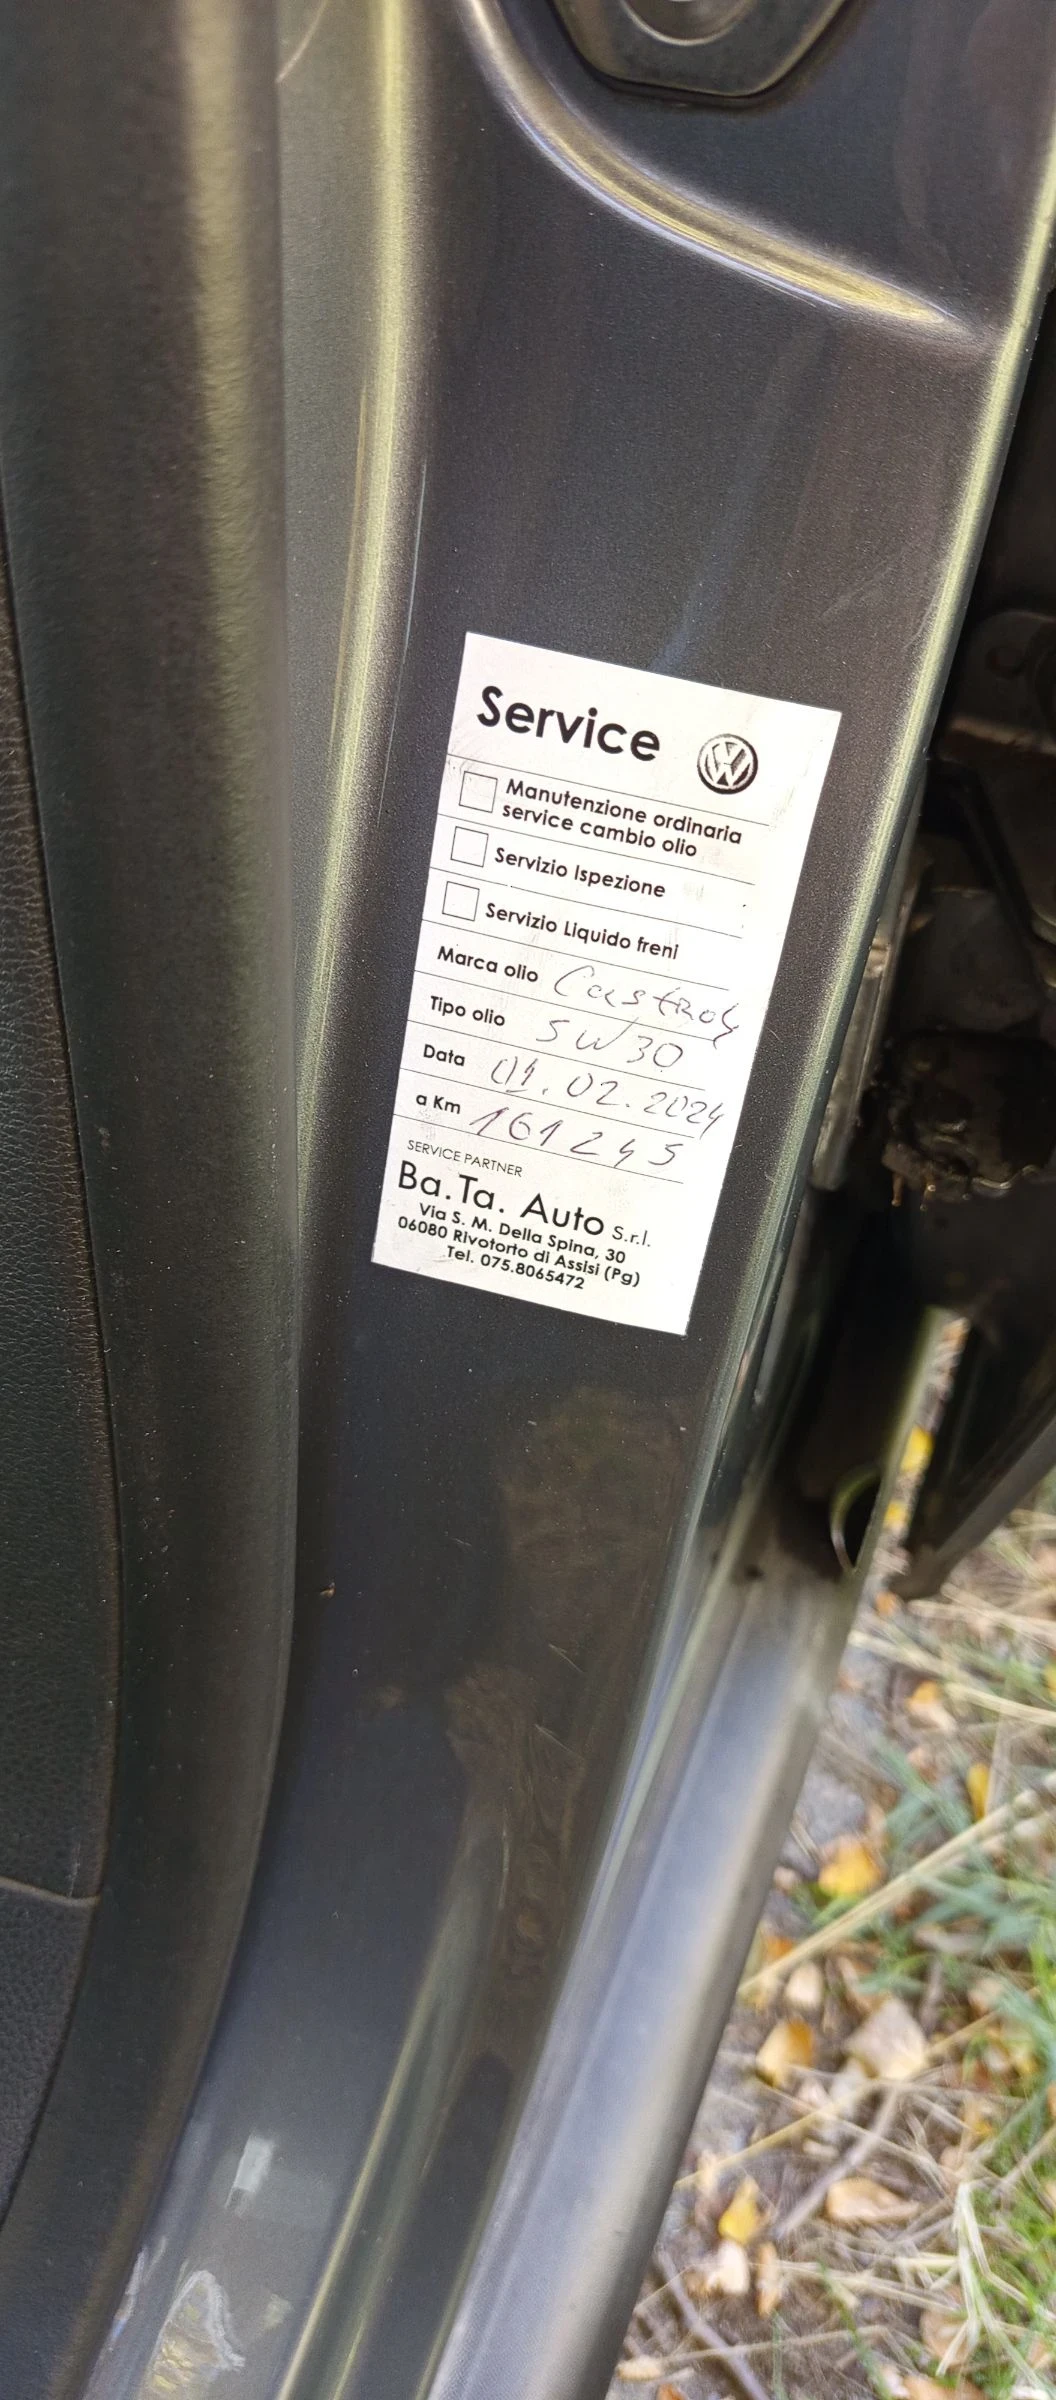 Service
Manutenzione ordinaria
service cambio olio
Servizio Ispezione
Servizio Liquido freni
Marca olio Castrol
Tipo olio 5W30
Data 01.02.2024
a Km 161245
SERVICE PARTNER
Ba.Ta. Auto S.r.l.
Via S. M. Della Spina, 30
06080 Rivotorto di Assisi (Pg)
Tel. 075.8065472